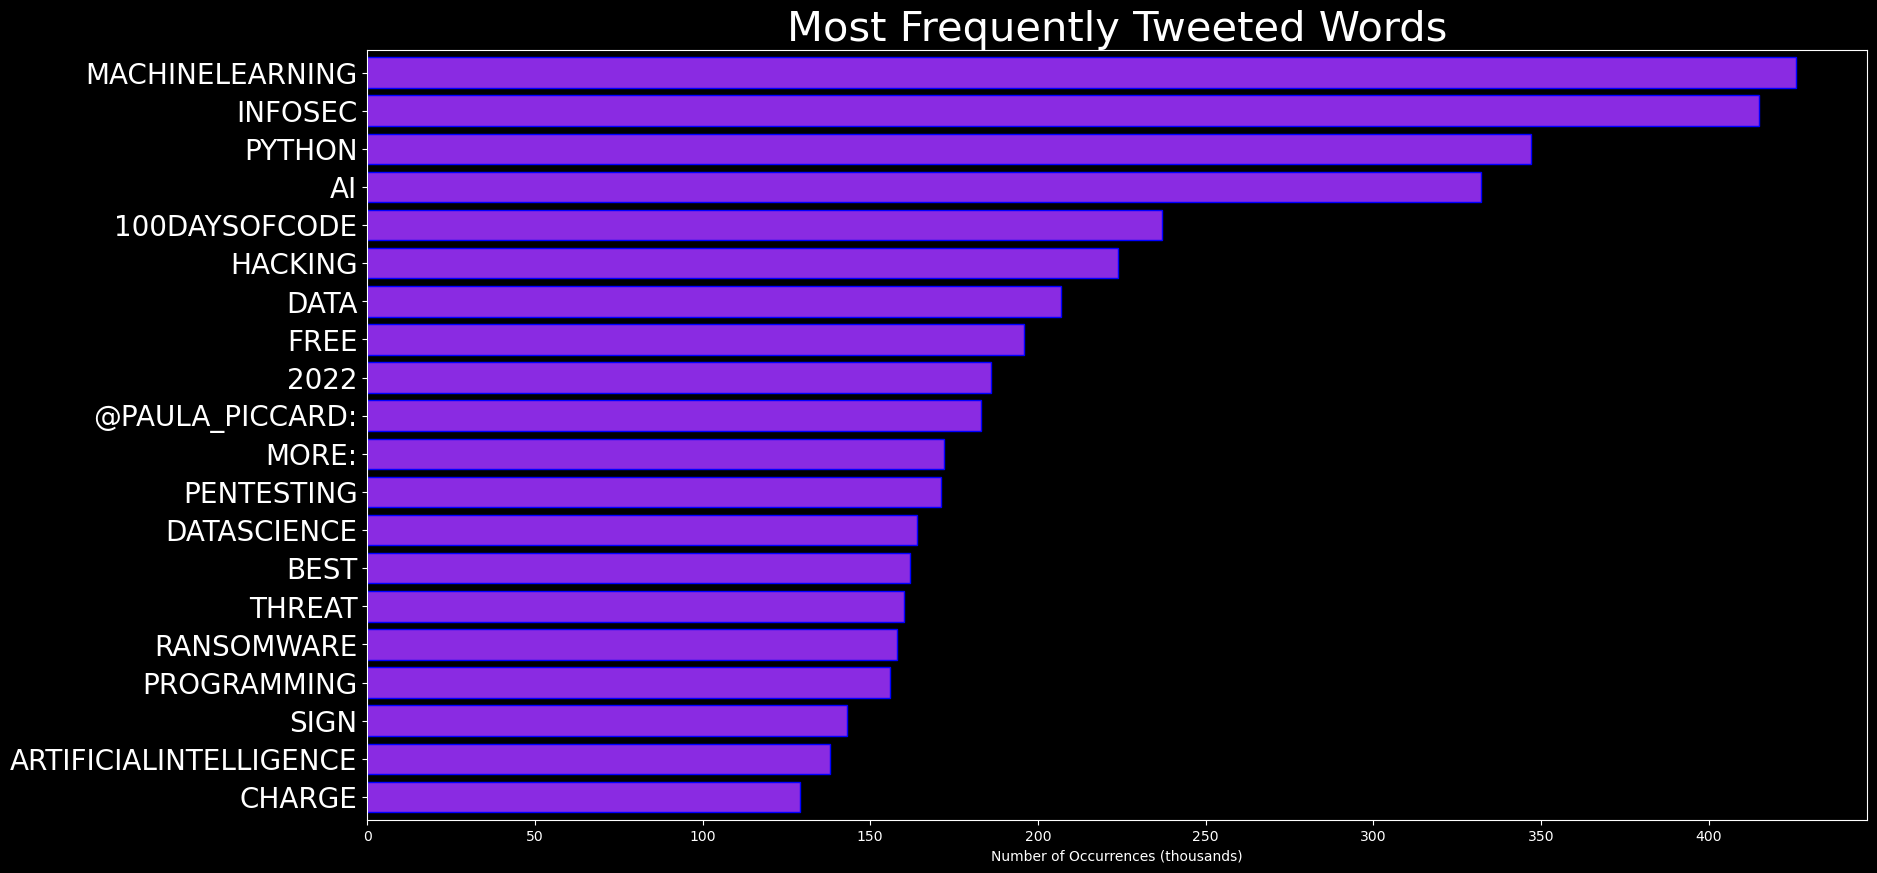 Most Frequently Tweeted Words
MACHINELEARNING
INFOSEC
PYTHON
AI
100DAYSOFCODE
HACKING
DATA
FREE
2022
@PAULA_PICCARD:
MORE:
PENTESTING
DATASCIENCE
BEST
THREAT
RANSOMWARE
PROGRAMMING
SIGN
ARTIFICIALINTELLIGENCE
CHARGE
0 50 100 150 200 250 300 350 400
Number of Occurrences (thousands)